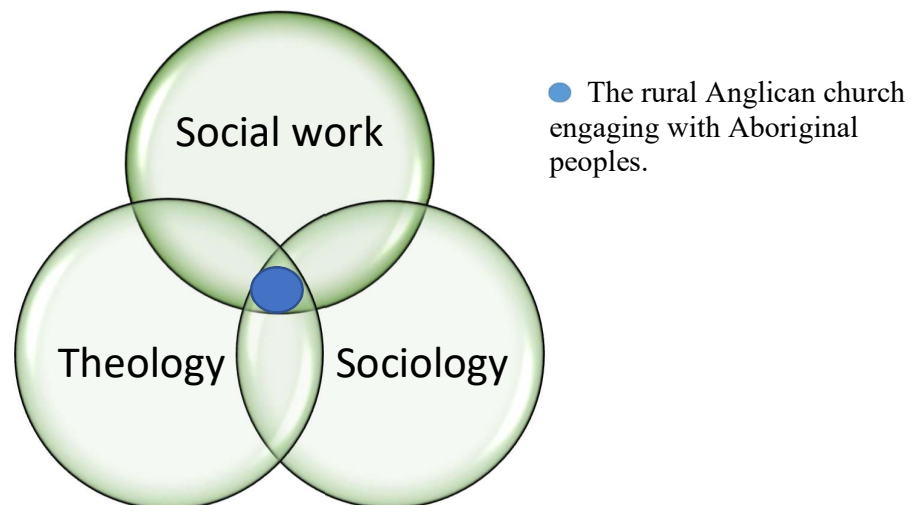 Social work
The rural Anglican church
engaging with Aboriginal
peoples.
Theology
Sociology